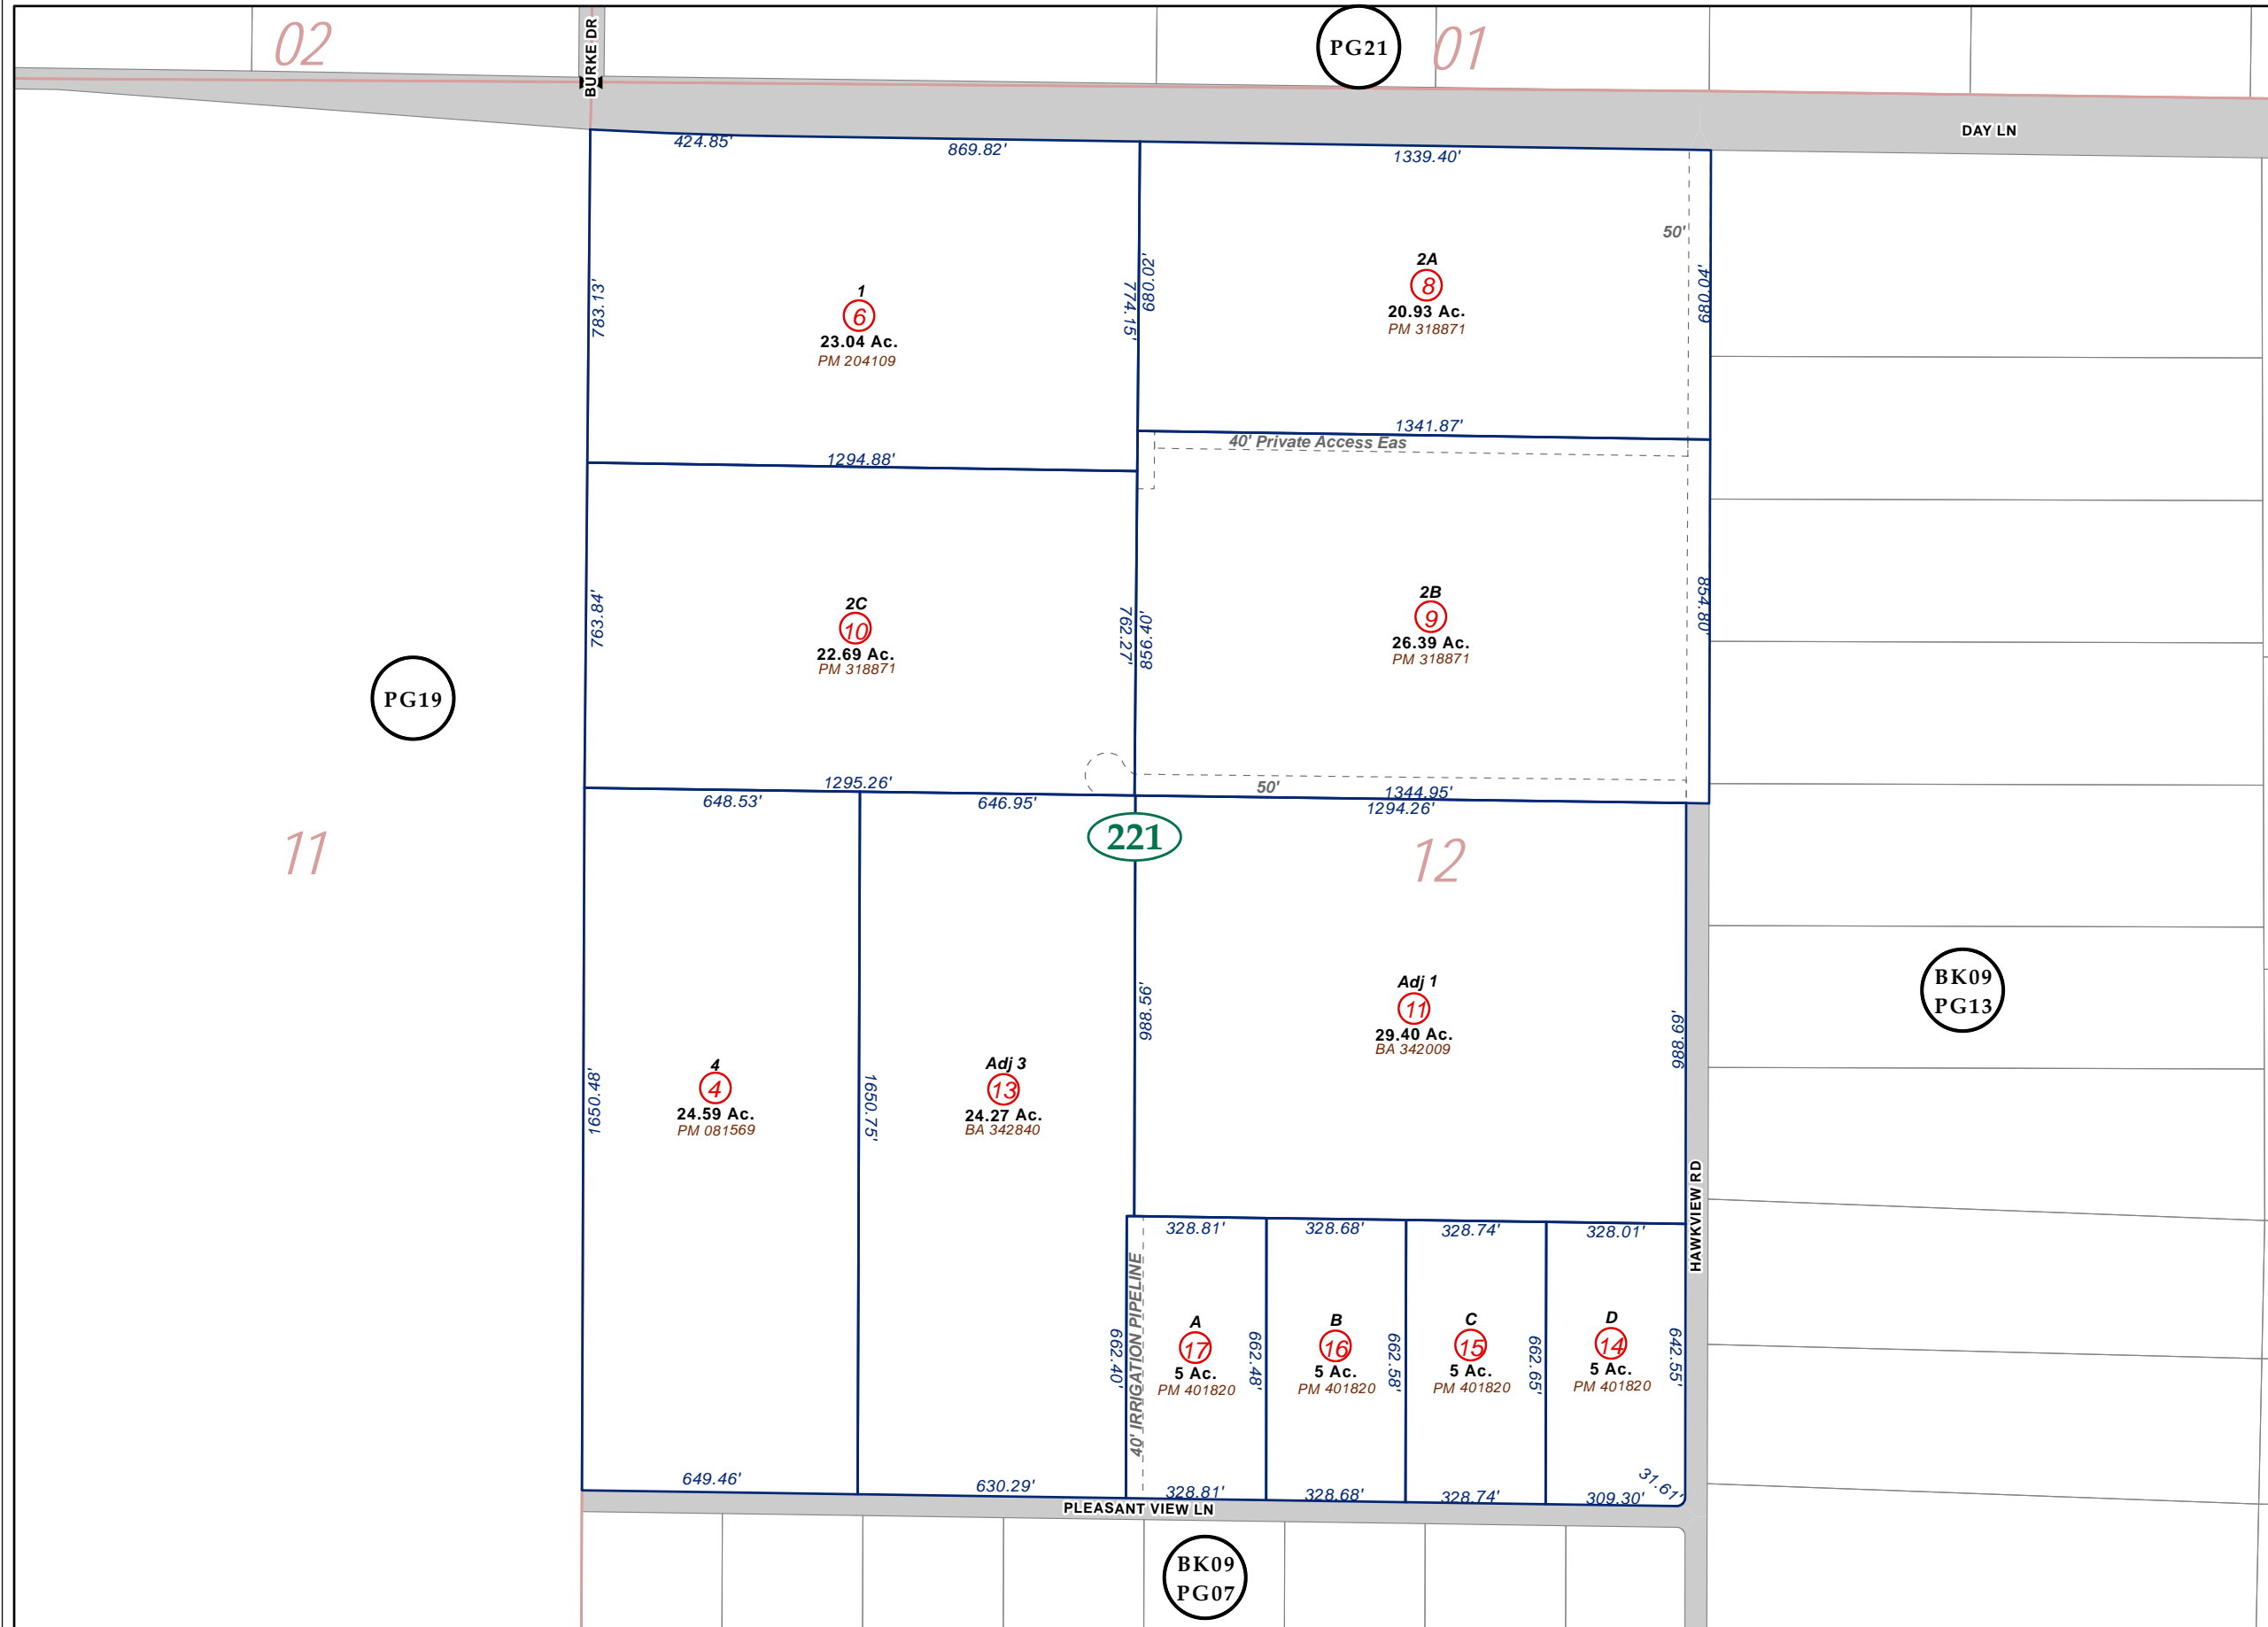 02
BURKE DR
PG21
01
DAY LN
424.85'
869.82'
1339.40'
50'
783.13'
774.15'
680.02'
680.04'
1
6
23.04 Ac.
PM 204109
2A
8
20.93 Ac.
PM 318871
1294.88'
1341.87'
40' Private Access Eas
763.84'
762.27'
856.40'
854.80'
2C
10
22.69 Ac.
PM 318871
2B
9
26.39 Ac.
PM 318871
PG19
1295.26'
50'
1344.95'
648.53'
646.95'
1294.26'
221
11
12
BK09
PG13
988.56'
988.69'
Adj 1
11
29.40 Ac.
BA 342009
1650.48'
4
4
24.59 Ac.
PM 081569
1650.75'
Adj 3
13
24.27 Ac.
BA 342840
HAWKVIEW RD
328.81'
328.68'
328.74'
328.01'
662.40'
40' IRRIGATION PIPELINE
A
17
5 Ac.
PM 401820
662.48'
B
16
5 Ac.
PM 401820
662.58'
C
15
5 Ac.
PM 401820
662.65'
D
14
5 Ac.
PM 401820
642.55'
31.61'
649.46'
630.29'
328.81'
328.68'
328.74'
309.30'
PLEASANT VIEW LN
BK09
PG07